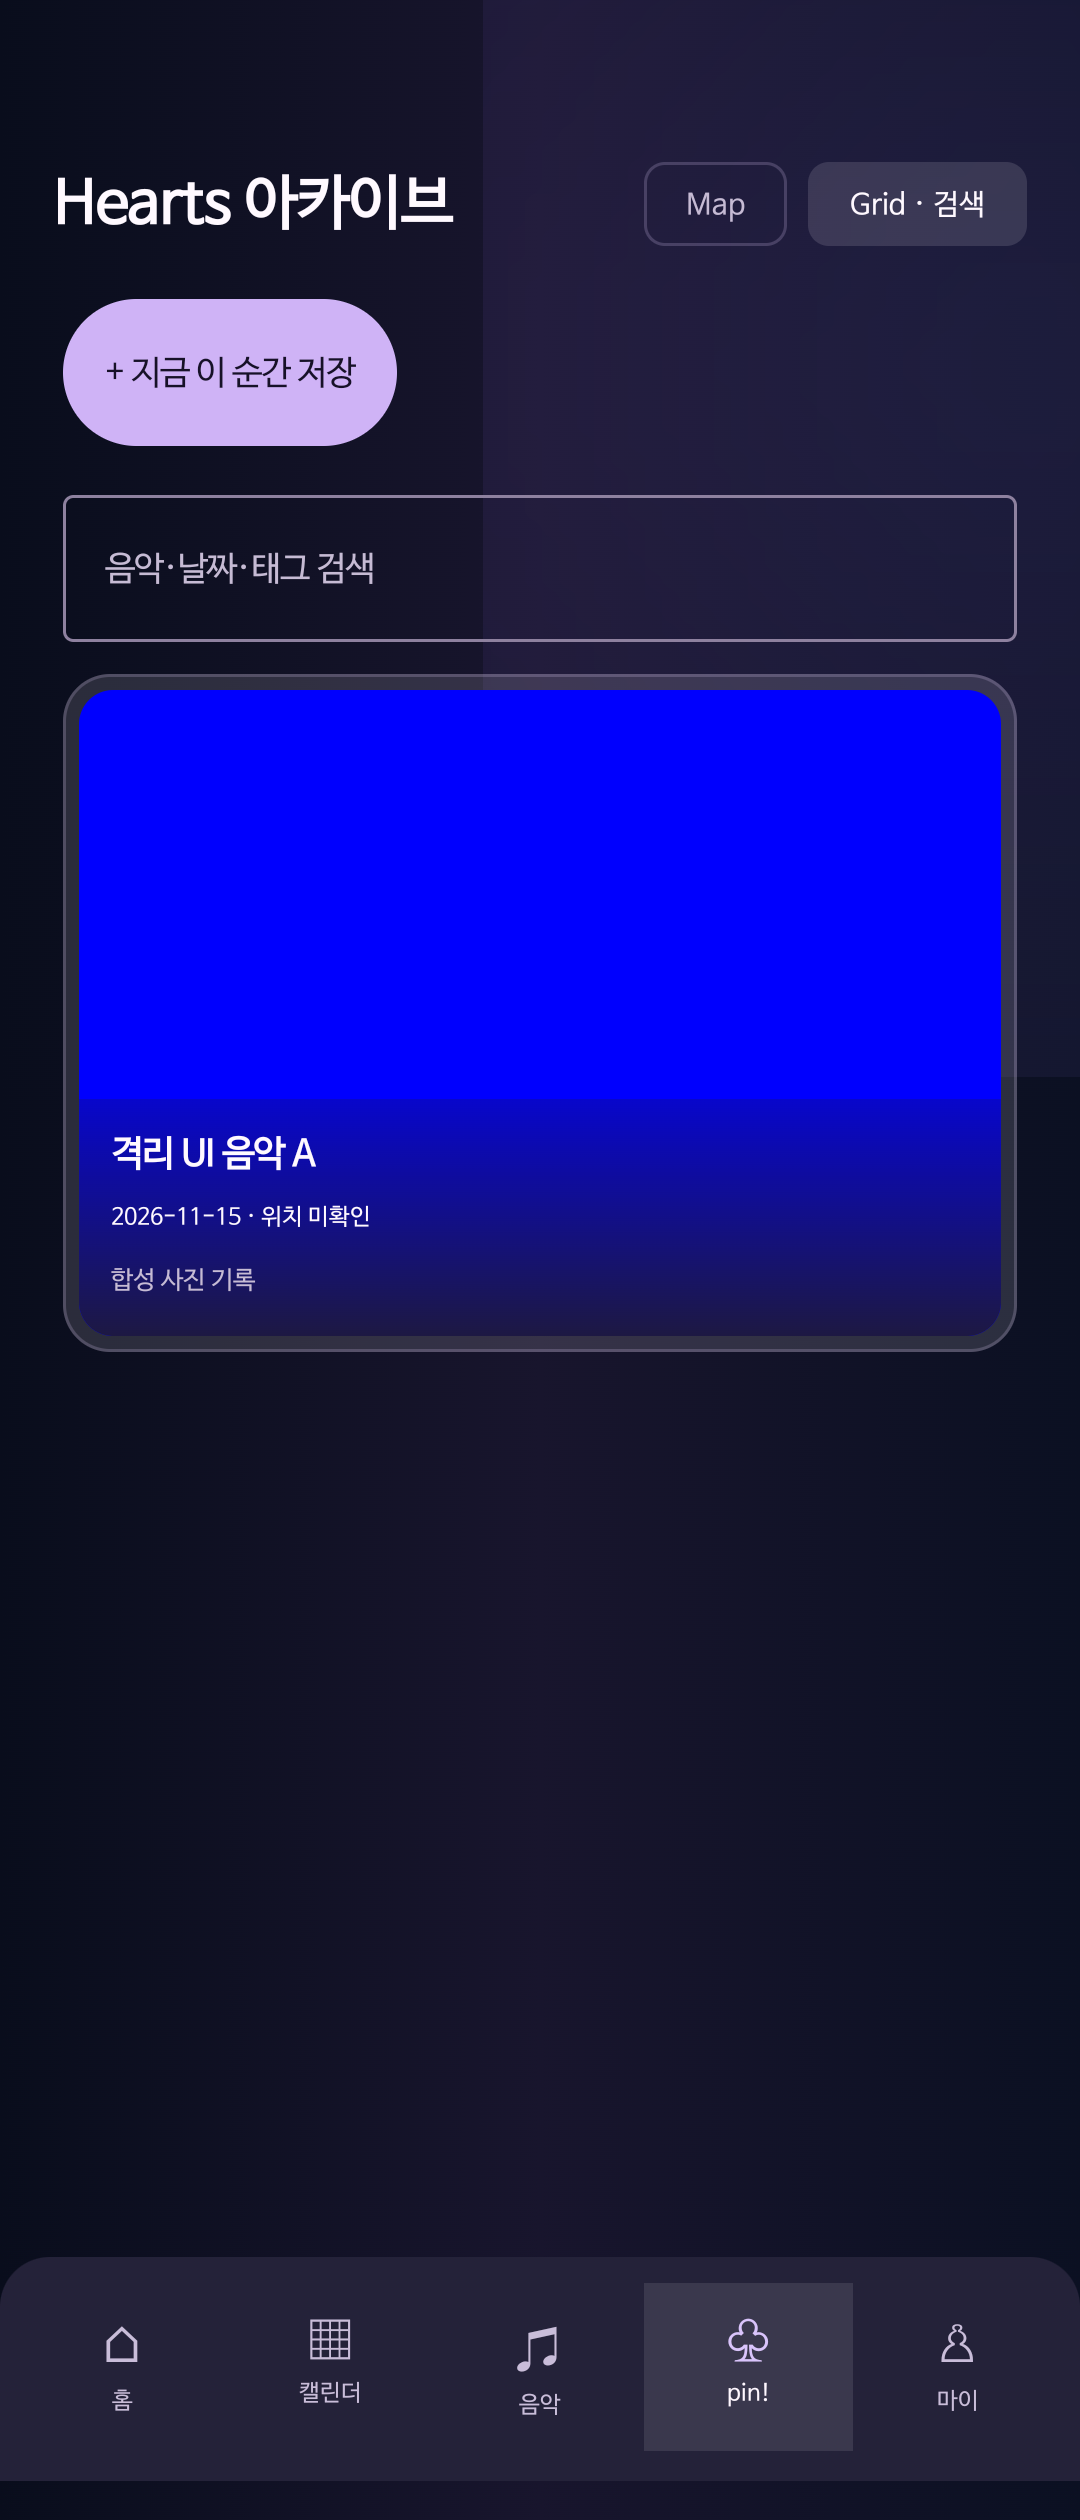 Hearts 아카이브
Map
Grid · 검색
+ 지금 이 순간 저장
음악·날짜·태그 검색
격리 UI 음악 A
2026-11-15 · 위치 미확인
합성 사진 기록
홈
캘린더
음악
pin!
마이